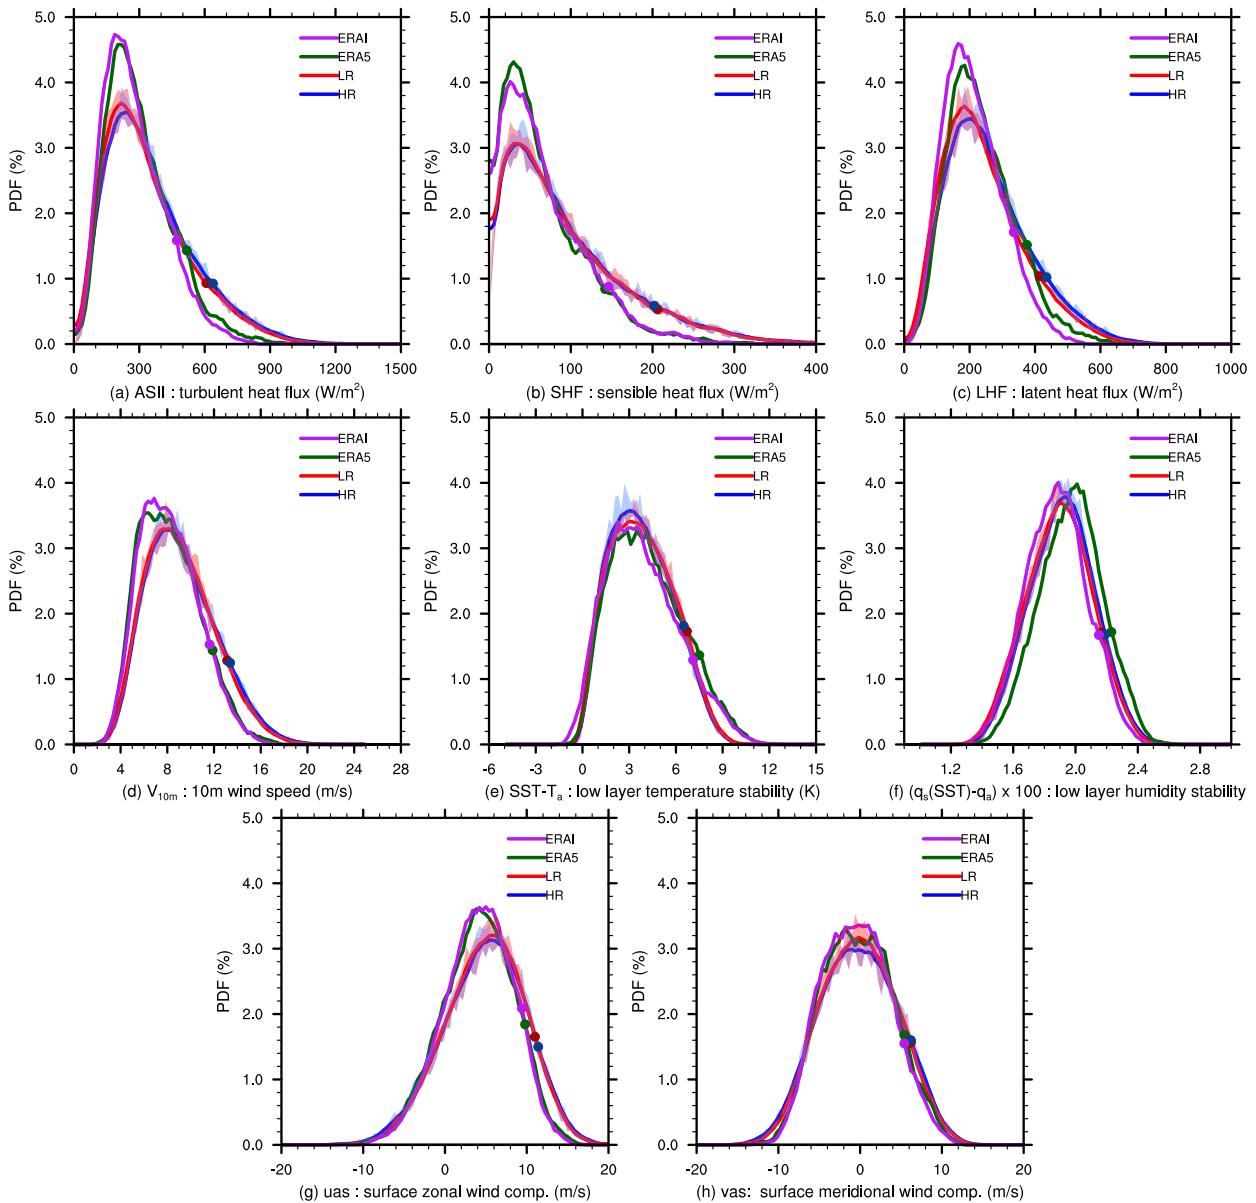 5.0
4.0
3.0
2.0
1.0
0.0
PDF (%)
ERAI
ERA5
LR
HR
0 300 600 900 1200 1500
(a) ASII : turbulent heat flux (W/m²)
5.0
4.0
3.0
2.0
1.0
0.0
PDF (%)
ERAI
ERA5
LR
HR
0 100 200 300 400
(b) SHF : sensible heat flux (W/m²)
5.0
4.0
3.0
2.0
1.0
0.0
PDF (%)
ERAI
ERA5
LR
HR
0 200 400 600 800 1000
(c) LHF : latent heat flux (W/m²)
5.0
4.0
3.0
2.0
1.0
0.0
PDF (%)
ERAI
ERA5
LR
HR
0 4 8 12 16 20 24 28
(d) V₁₀ₘ : 10m wind speed (m/s)
5.0
4.0
3.0
2.0
1.0
0.0
PDF (%)
ERAI
ERA5
LR
HR
-6 -3 0 3 6 9 12 15
(e) SST-Tₐ : low layer temperature stability (K)
5.0
4.0
3.0
2.0
1.0
0.0
PDF (%)
ERAI
ERA5
LR
HR
1.2 1.6 2.0 2.4 2.8
(f) (qₛ(SST)-qₐ) x 100 : low layer humidity stability
5.0
4.0
3.0
2.0
1.0
0.0
PDF (%)
ERAI
ERA5
LR
HR
-20 -10 0 10 20
(g) uas : surface zonal wind comp. (m/s)
5.0
4.0
3.0
2.0
1.0
0.0
PDF (%)
ERAI
ERA5
LR
HR
-20 -10 0 10 20
(h) vas: surface meridional wind comp. (m/s)